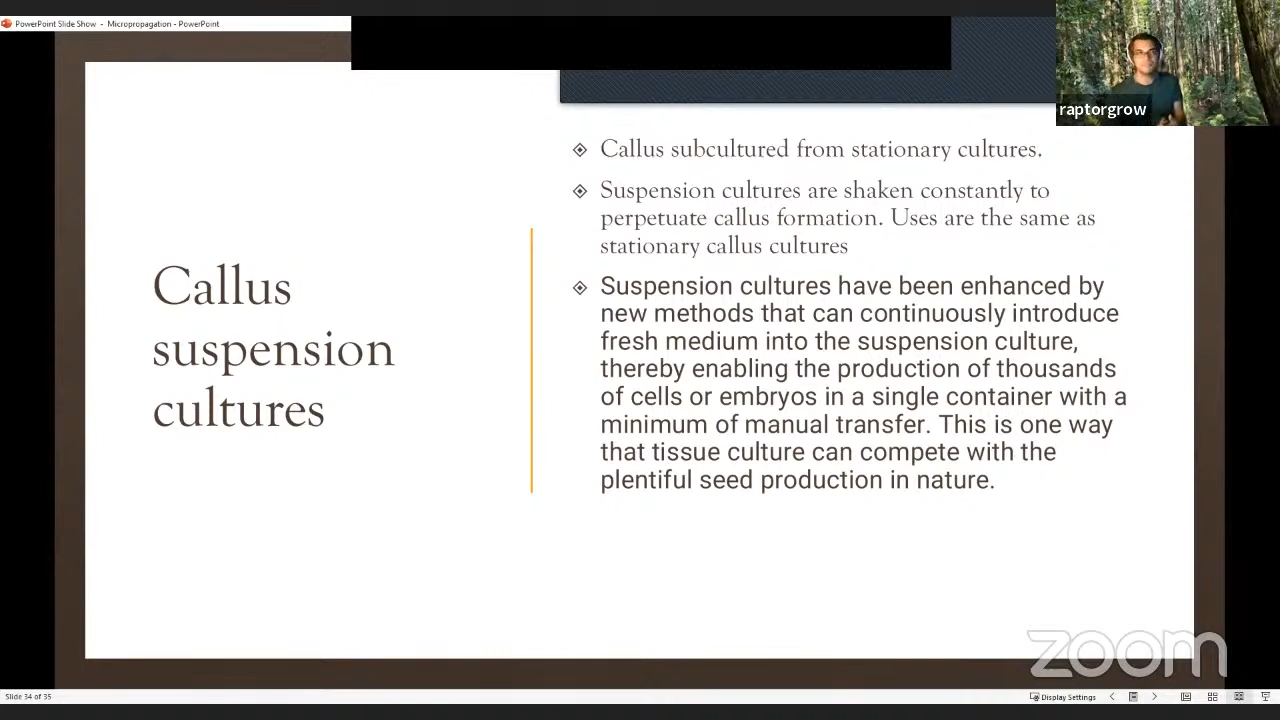 PowerPoint Slide Show - Micropropagation - PowerPoint
raptorgrow
Callus
suspension
cultures
Callus subcultured from stationary cultures.
Suspension cultures are shaken constantly to
perpetuate callus formation. Uses are the same as
stationary callus cultures
Suspension cultures have been enhanced by
new methods that can continuously introduce
fresh medium into the suspension culture,
thereby enabling the production of thousands
of cells or embryos in a single container with a
minimum of manual transfer. This is one way
that tissue culture can compete with the
plentiful seed production in nature.
zoom
Slide 34 of 35
Display Settings